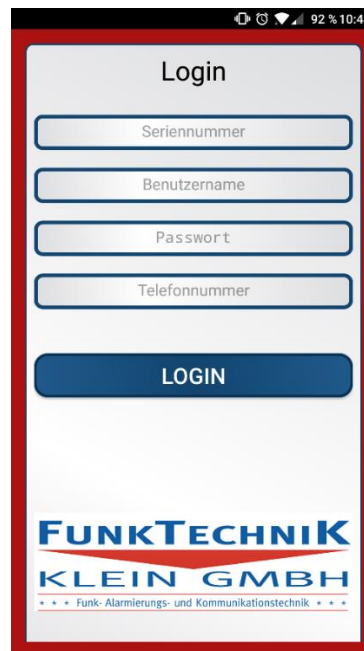 92 % 10:4
Login
Seriennummer
Benutzername
Passwort
Telefonnummer
LOGIN
FUNKTECHNIK
KLEIN GMBH
* * * Funk- Alarmierungs- und Kommunikationstechnik * * *